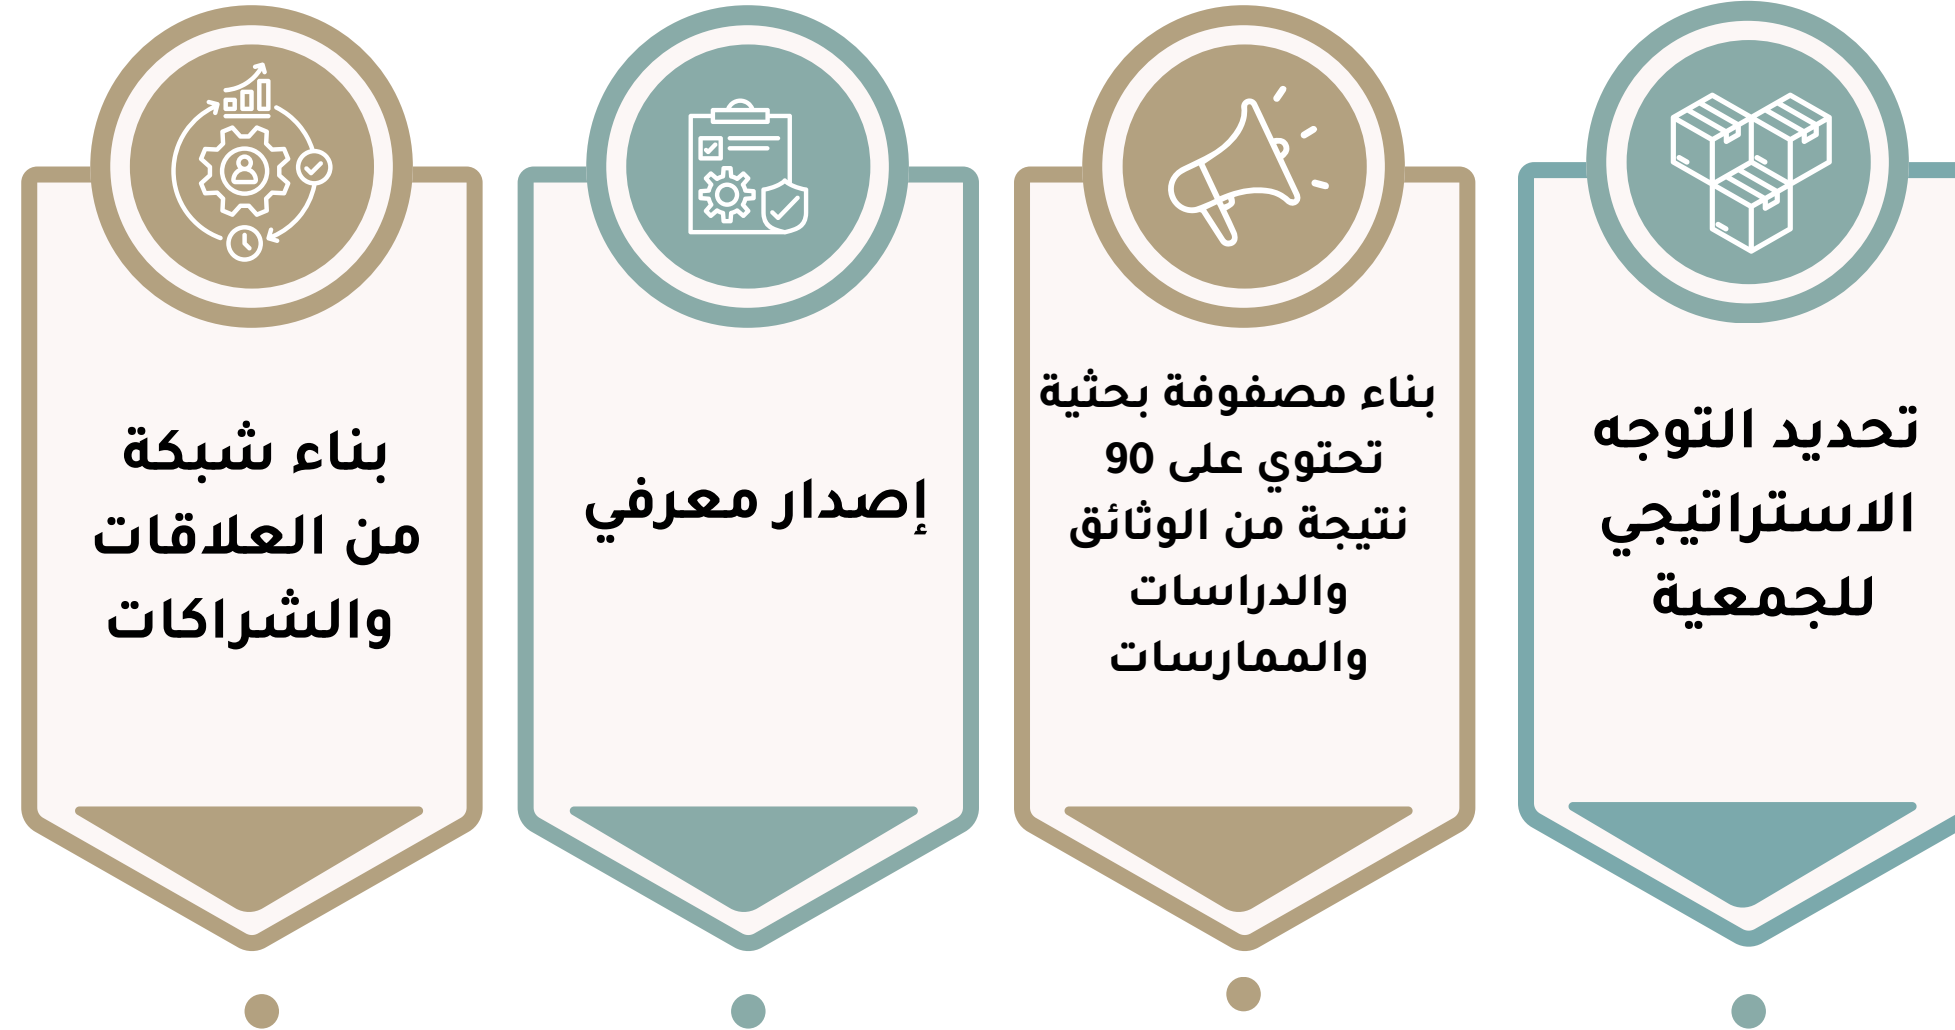 تحديد التوجه
الاستراتيجي
للجمعية
بناء مصفوفة بحثية
تحتوي على 90
نتيجة من الوثائق
والدراسات
والممارسات
إصدار معرفي
بناء شبكة
من العلاقات
والشراكات